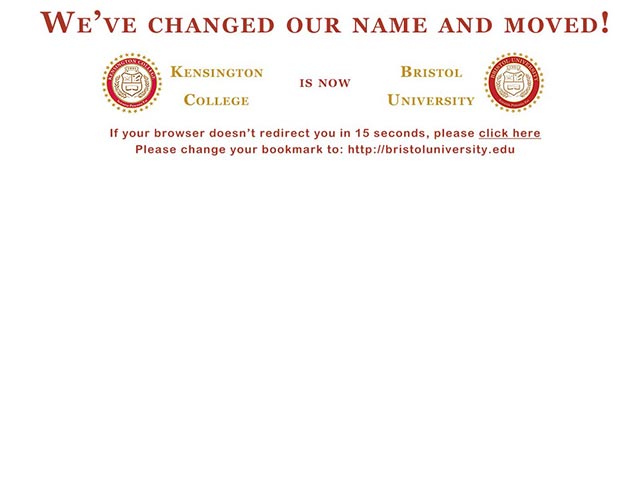 We've changed our name and moved!
Kensington College is now Bristol University
KENSINGTON COLLEGE
BRISTOL UNIVERSITY
If your browser doesn't redirect you in 15 seconds, please click here
Please change your bookmark to: http://bristoluniversity.edu